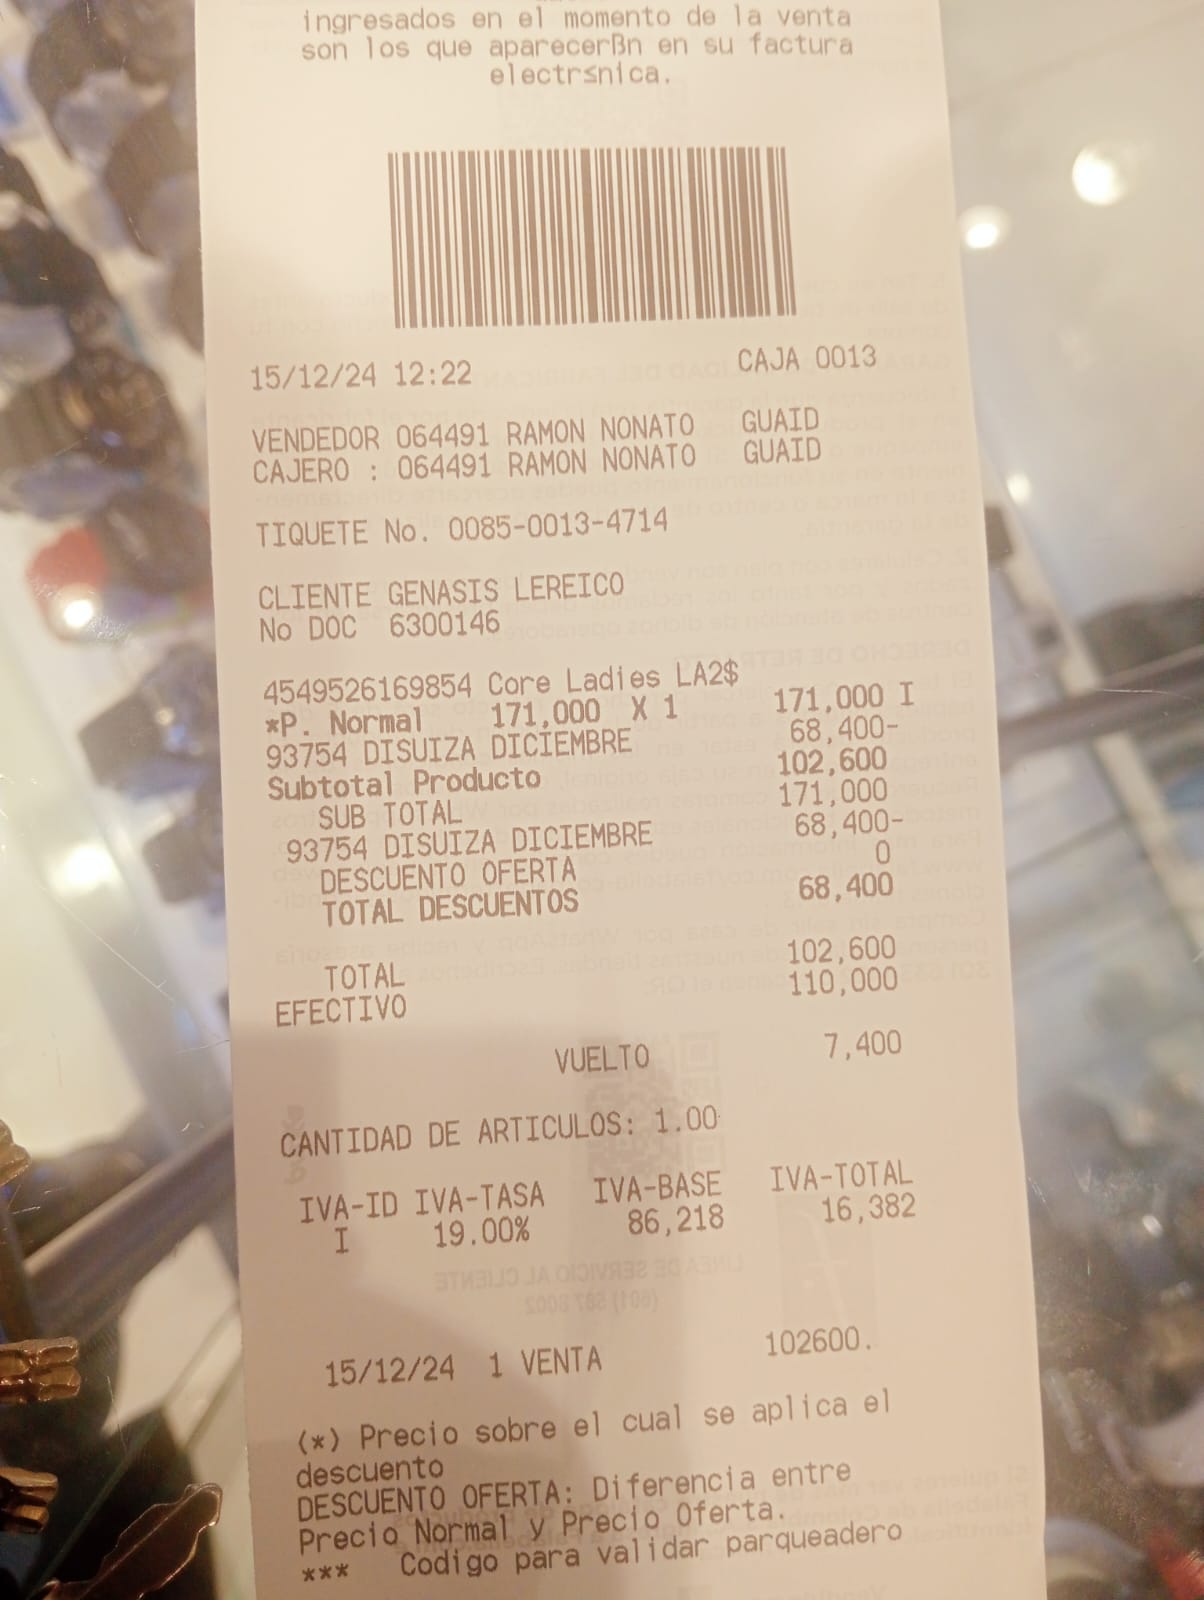 ingresados en el momento de la venta
son los que aparecerßn en su factura
electr≤nica.
15/12/24 12:22 CAJA 0013
VENDEDOR 064491 RAMON NONATO GUAID
CAJERO : 064491 RAMON NONATO GUAID
TIQUETE No. 0085-0013-4714
CLIENTE GENASIS LEREICO
No DOC 6300146
4549526169854 Core Ladies LA2$
*P. Normal 171,000 X 1 171,000 I
93754 DISUIZA DICIEMBRE 68,400-
Subtotal Producto 102,600
SUB TOTAL 171,000
93754 DISUIZA DICIEMBRE 68,400-
DESCUENTO OFERTA 0
TOTAL DESCUENTOS 68,400
TOTAL 102,600
EFECTIVO 110,000
VUELTO 7,400
CANTIDAD DE ARTICULOS: 1.00
IVA-ID IVA-TASA IVA-BASE IVA-TOTAL
I 19.00% 86,218 16,382
15/12/24 1 VENTA 102600.
(*) Precio sobre el cual se aplica el
descuento
DESCUENTO OFERTA: Diferencia entre
Precio Normal y Precio Oferta.
*** Codigo para validar parqueadero